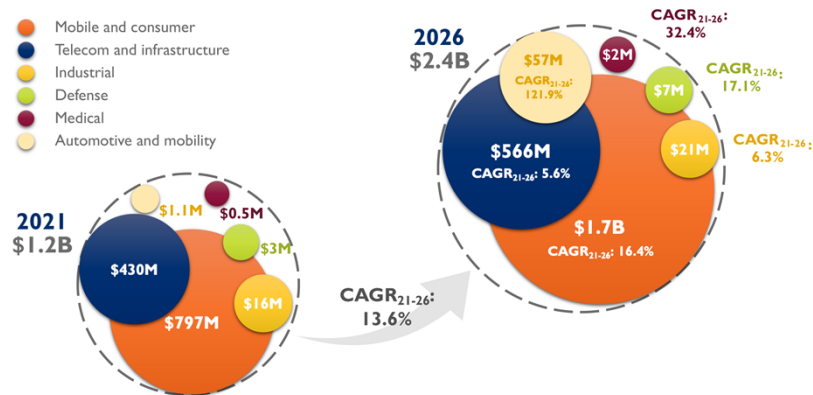 Mobile and consumer
Telecom and infrastructure
Industrial
Defense
Medical
Automotive and mobility
2021
$1.2B
$1.1M
$0.5M
$3M
$430M
$16M
$797M
CAGR21-26:
13.6%
2026
$2.4B
$57M
CAGR21-26:
121.9%
$2M
CAGR21-26:
32.4%
$7M
CAGR21-26:
17.1%
$21M
CAGR21-26:
6.3%
$566M
CAGR21-26: 5.6%
$1.7B
CAGR21-26: 16.4%